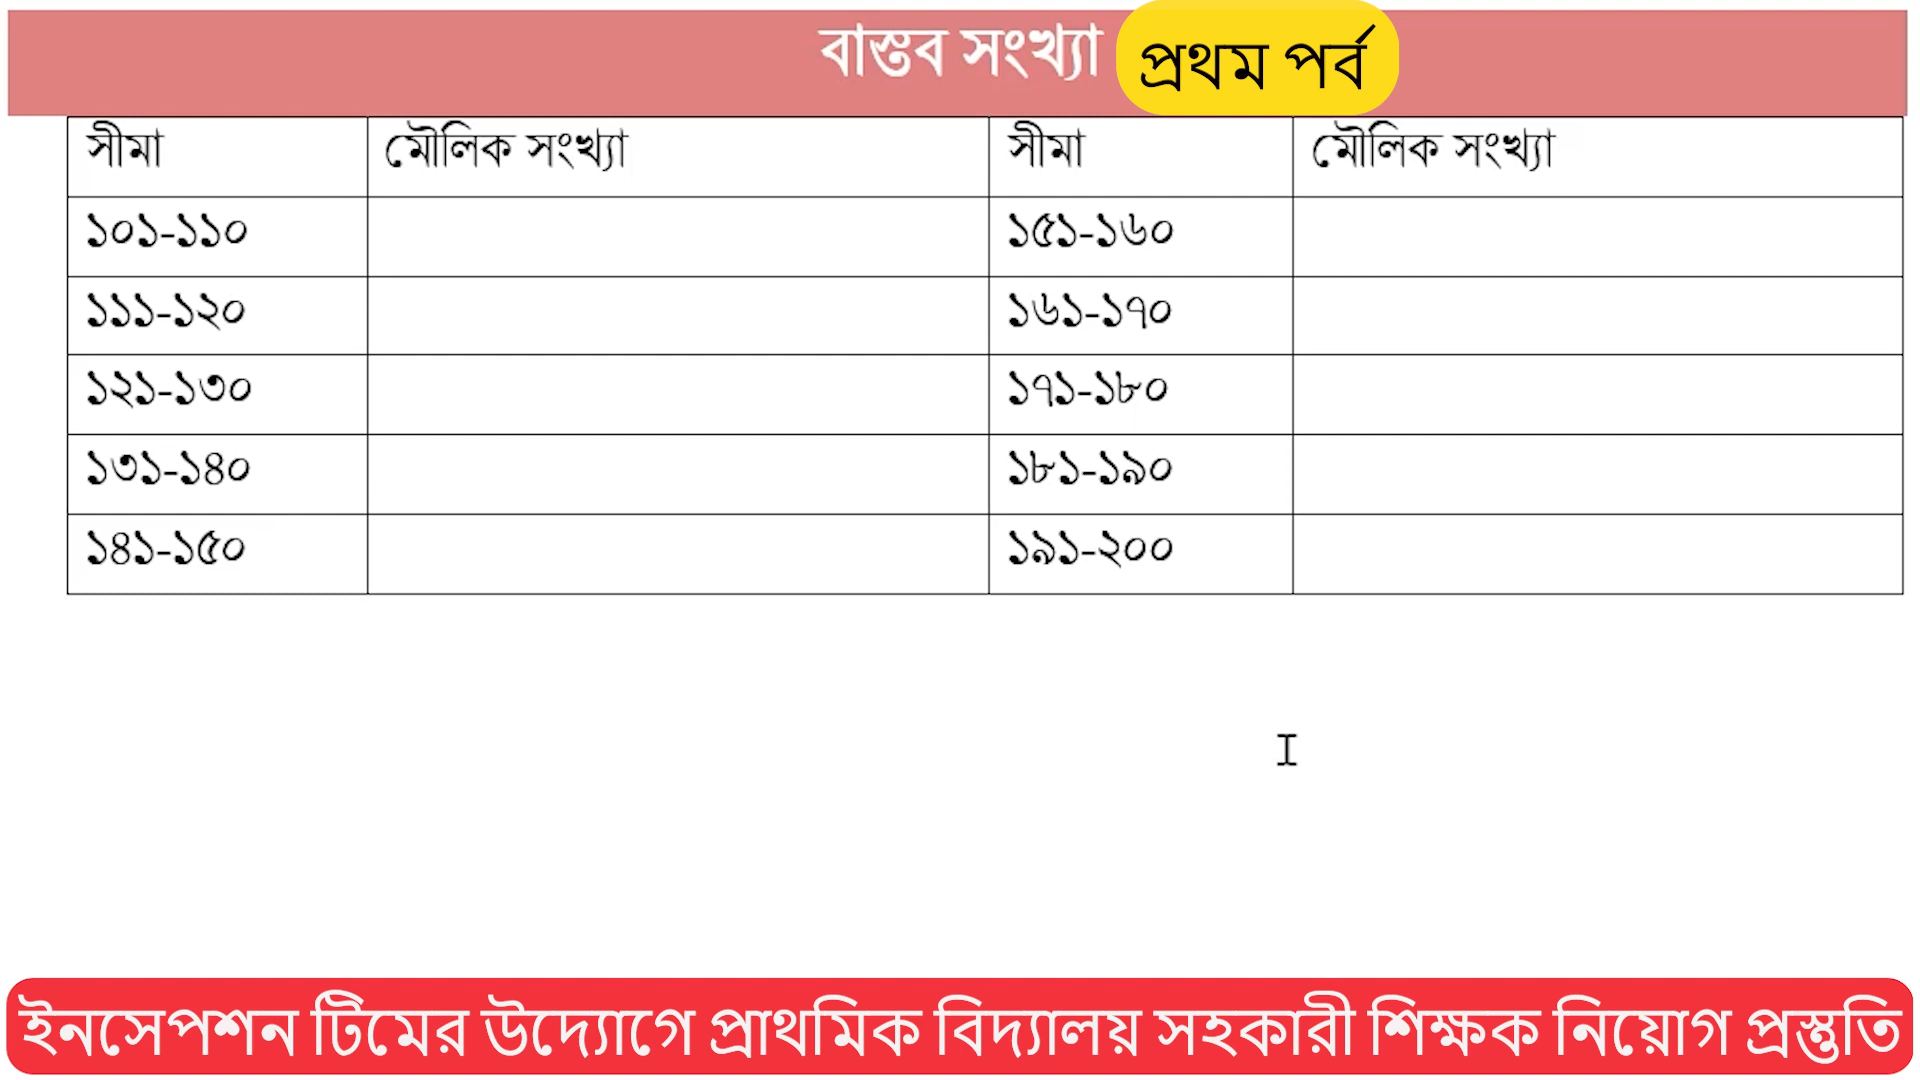 বাস্তব সংখ্যা প্রথম পর্ব
সীমা মৌলিক সংখ্যা সীমা মৌলিক সংখ্যা
১০১-১১০ ১৫১-১৬০
১১১-১২০ ১৬১-১৭০
১২১-১৩০ ১৭১-১৮০
১৩১-১৪০ ১৮১-১৯০
১৪১-১৫০ ১৯১-২০০
ইনসেপশন টিমের উদ্যোগে প্রাথমিক বিদ্যালয় সহকারী শিক্ষক নিয়োগ প্রস্তুতি